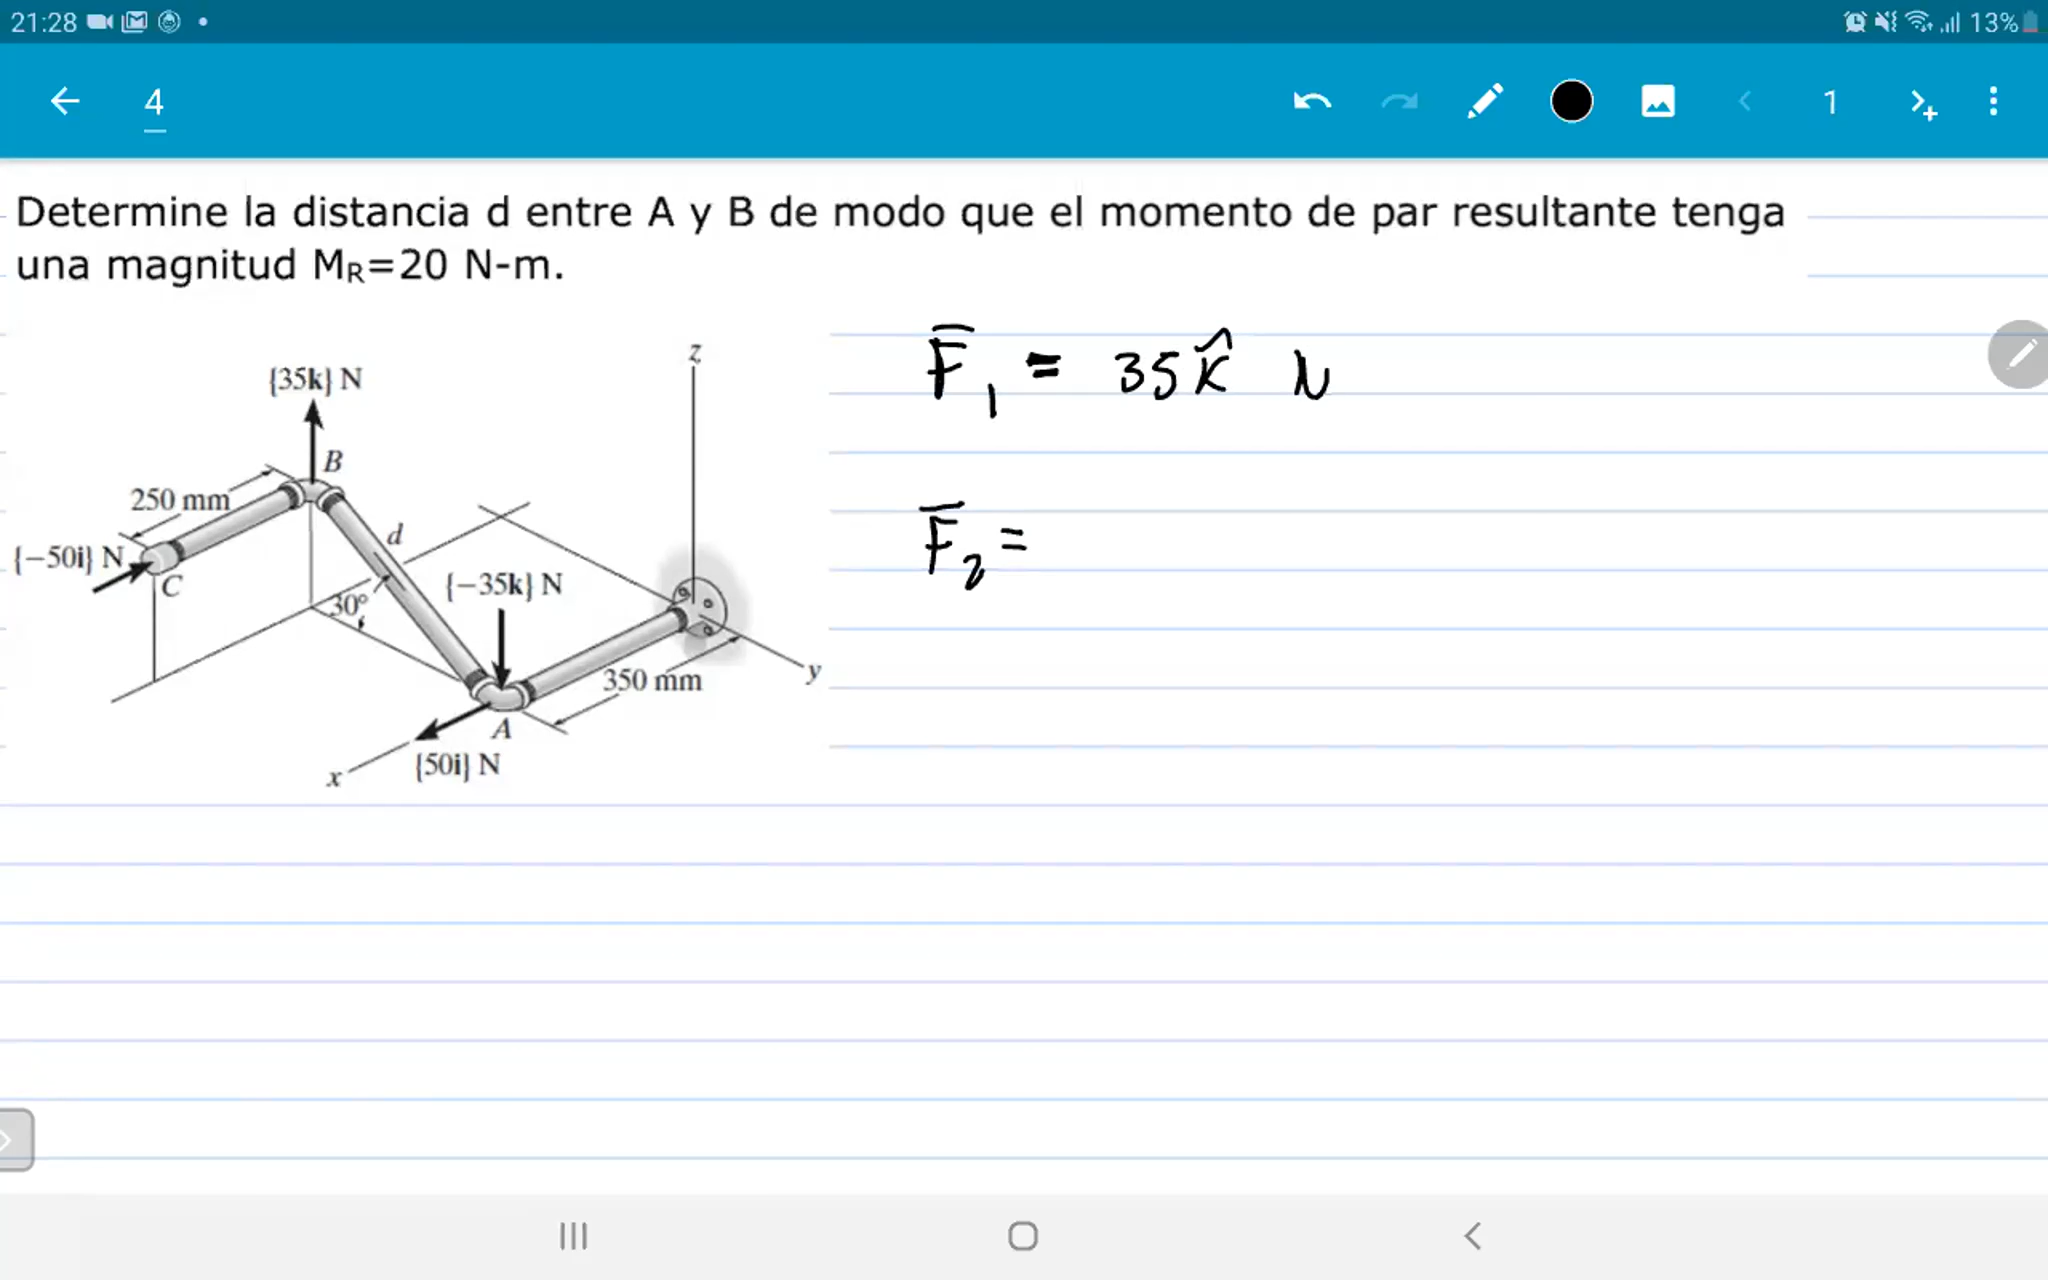 21:28
13%
4
1
Determine la distancia d entre A y B de modo que el momento de par resultante tenga
una magnitud MR=20 N-m.
{35k} N
z
B
250 mm
d
{−50i} N
C
{−35k} N
30°
350 mm
y
A
x
{50i} N
F̅₁ = 35k̂ N
F̅₂ =